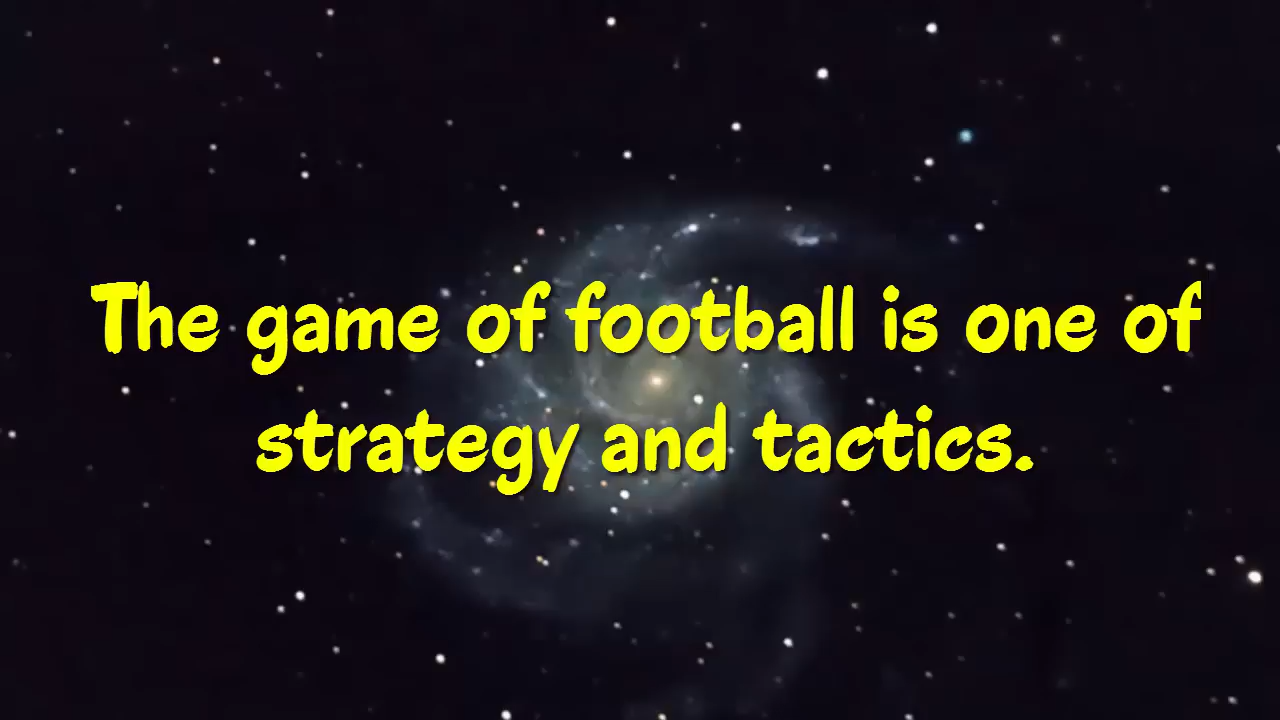 The game of football is one of
strategy and tactics.